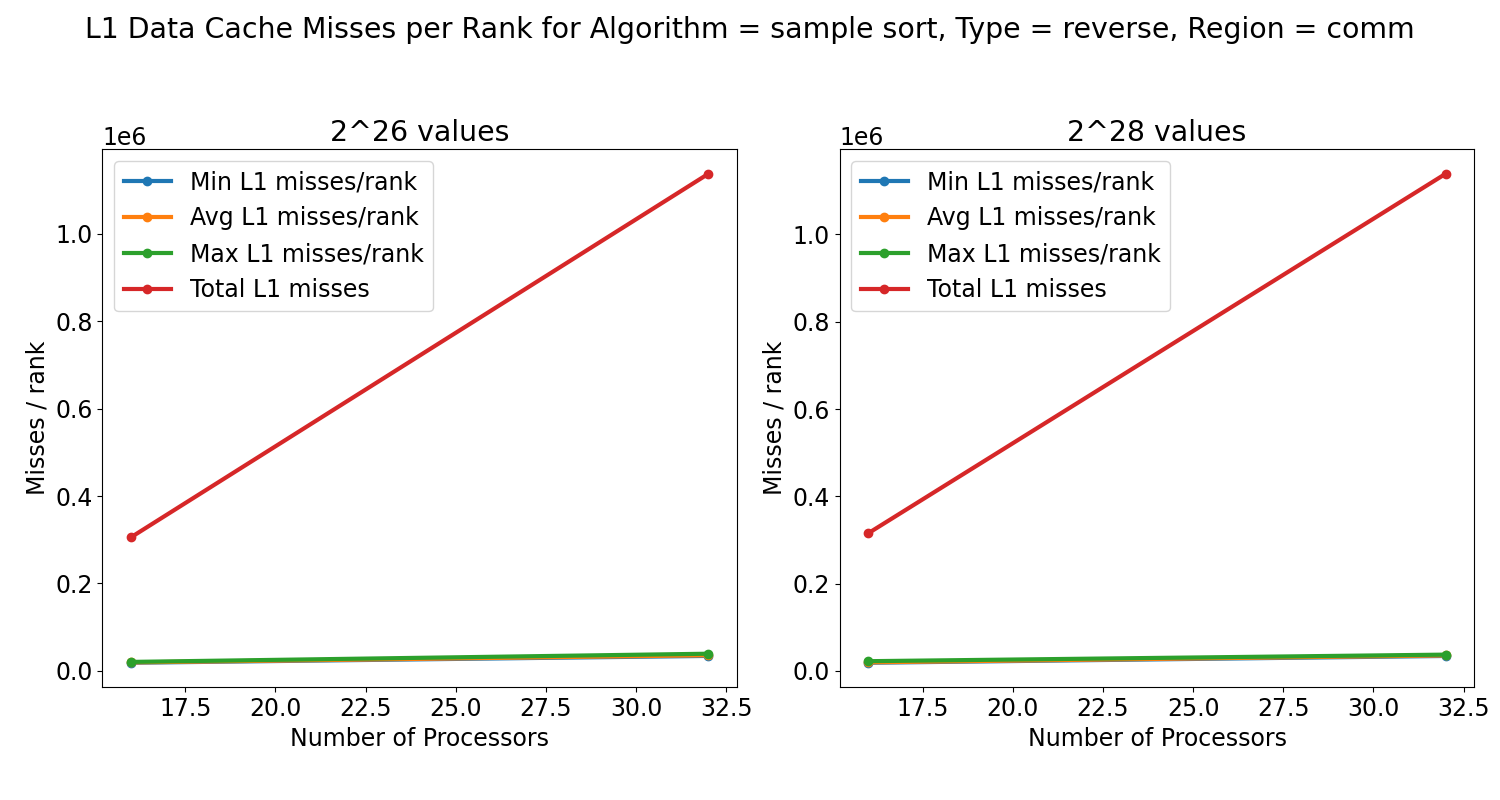 L1 Data Cache Misses per Rank for Algorithm = sample sort, Type = reverse, Region = comm
2^26 values
1e6
Min L1 misses/rank
Avg L1 misses/rank
Max L1 misses/rank
Total L1 misses
Misses / rank
1.0
0.8
0.6
0.4
0.2
0.0
17.5 20.0 22.5 25.0 27.5 30.0 32.5
Number of Processors
2^28 values
1e6
Min L1 misses/rank
Avg L1 misses/rank
Max L1 misses/rank
Total L1 misses
Misses / rank
1.0
0.8
0.6
0.4
0.2
0.0
17.5 20.0 22.5 25.0 27.5 30.0 32.5
Number of Processors